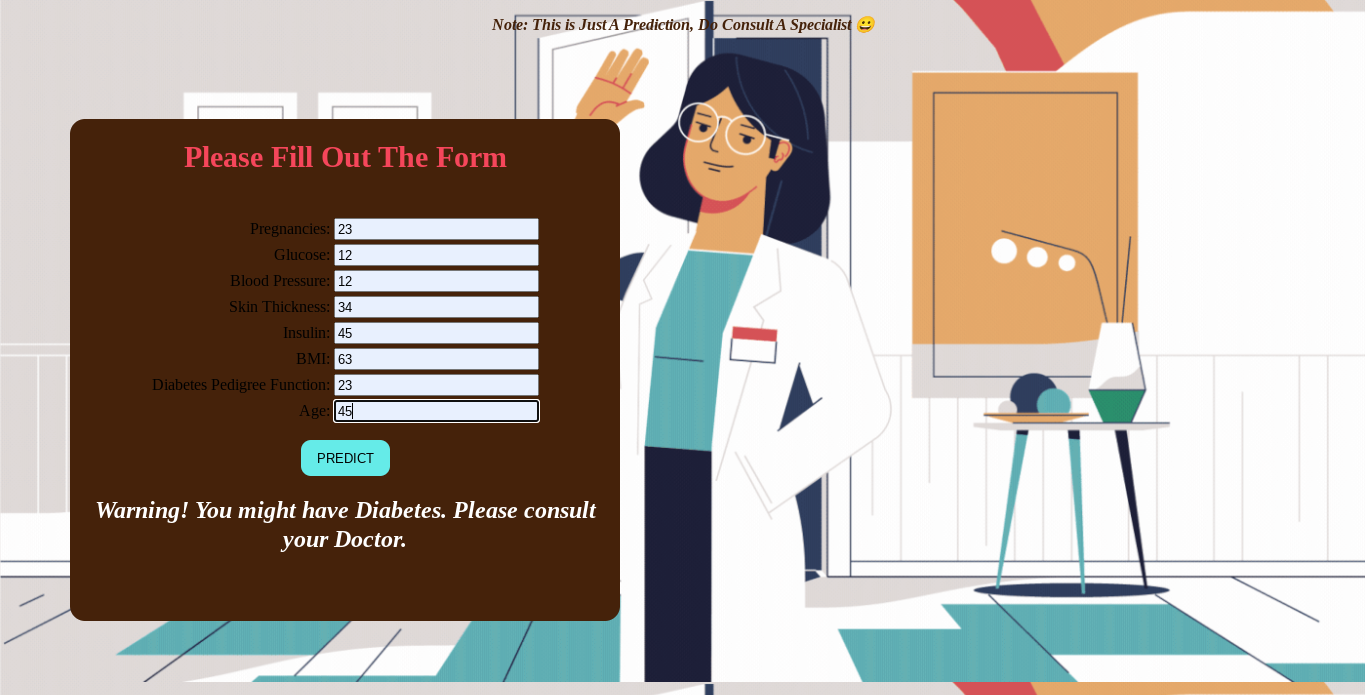 Note: This is Just A Prediction, Do Consult A Specialist 😀
Please Fill Out The Form
Pregnancies: 23
Glucose: 12
Blood Pressure: 12
Skin Thickness: 34
Insulin: 45
BMI: 63
Diabetes Pedigree Function: 23
Age: 45
PREDICT
Warning! You might have Diabetes. Please consult
your Doctor.